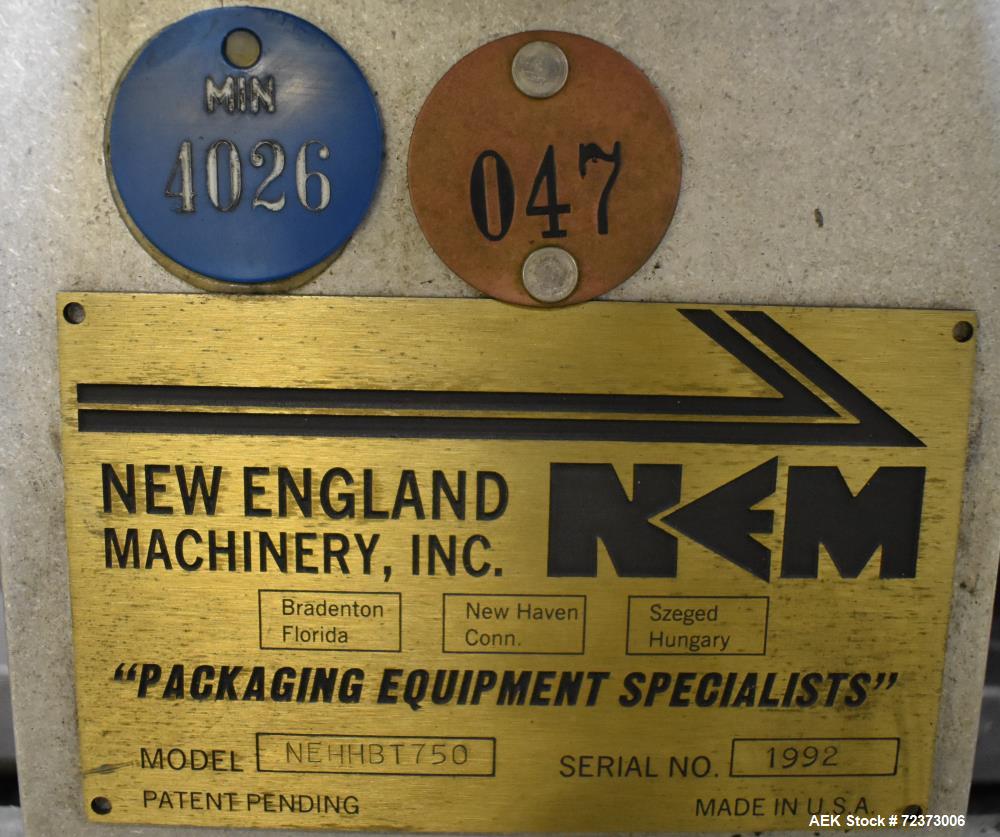 MIN
4026
047
NEW ENGLAND
MACHINERY, INC.
NEM
Bradenton
Florida
New Haven
Conn.
Szeged
Hungary
“PACKAGING EQUIPMENT SPECIALISTS”
MODEL NEHHBT750
SERIAL NO. 1992
PATENT PENDING
MADE IN U.S.A.
AEK Stock # 72373006